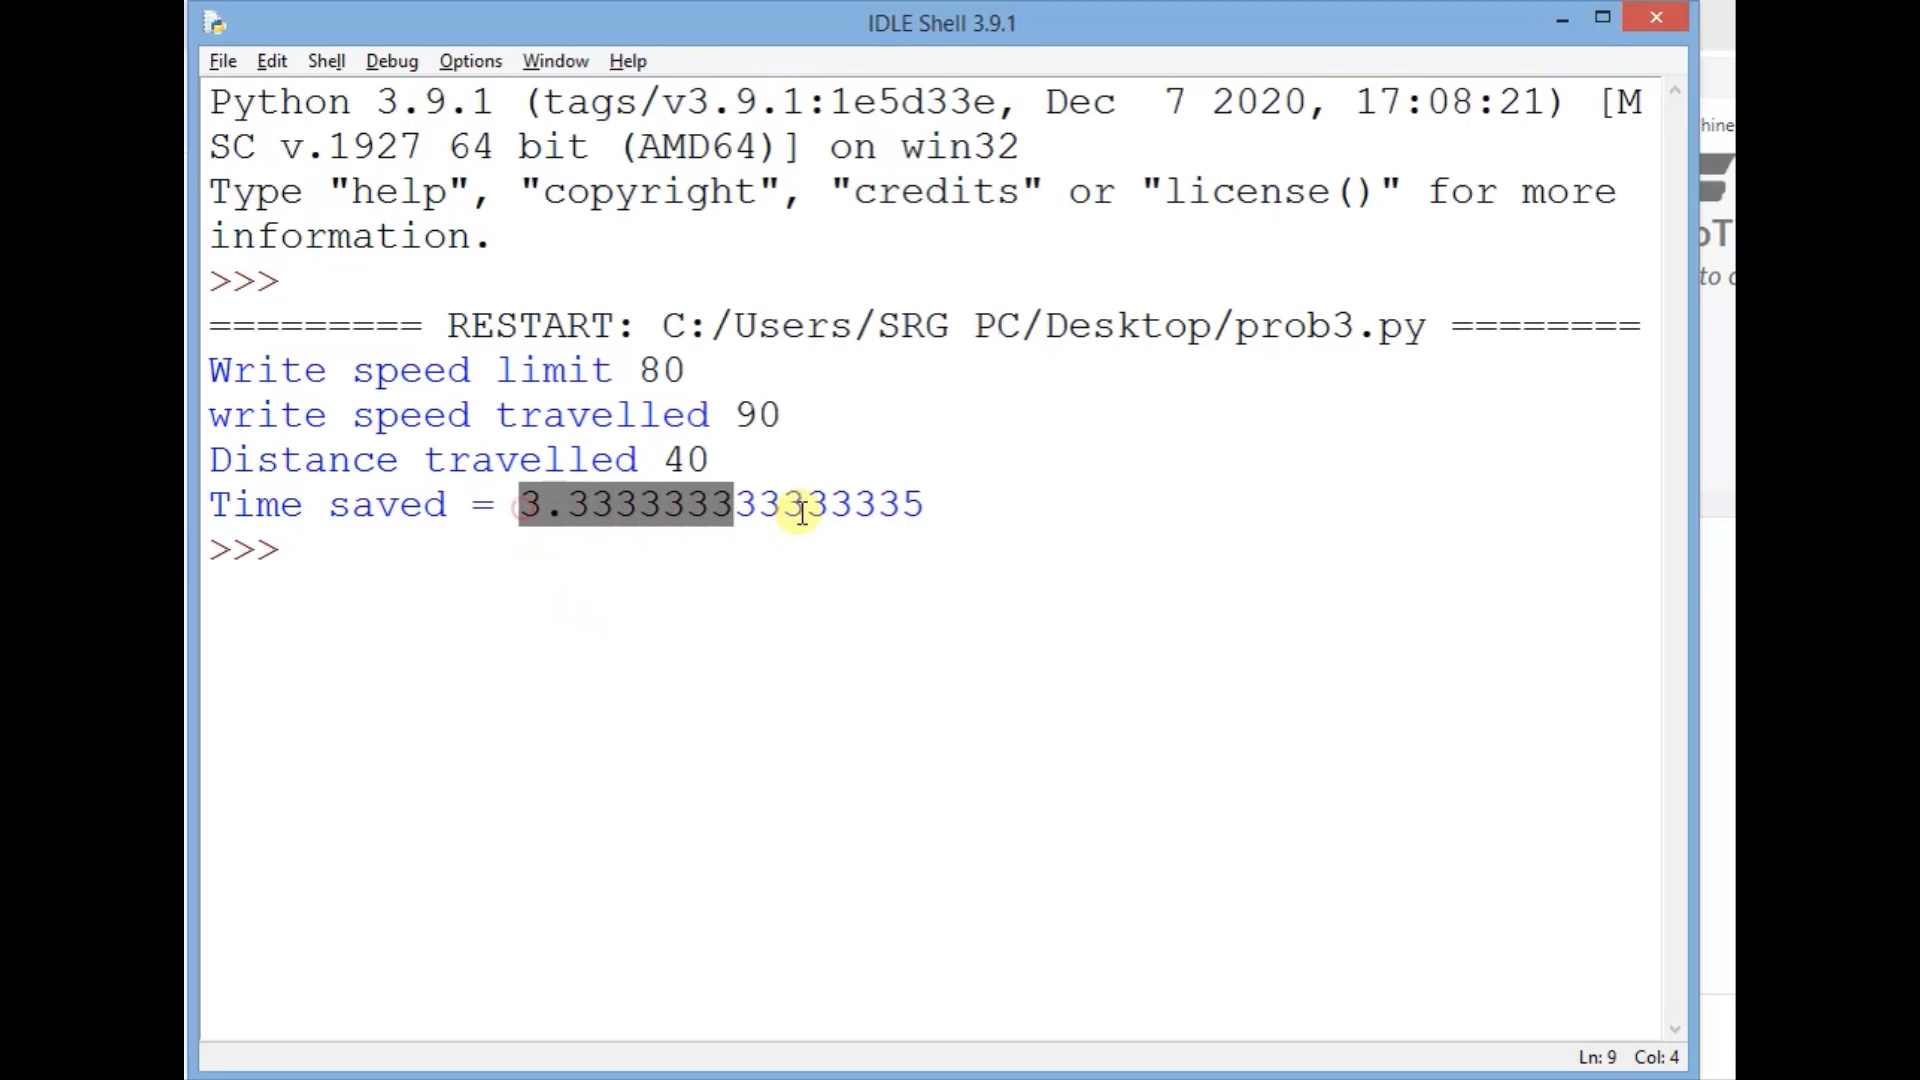 IDLE Shell 3.9.1
File Edit Shell Debug Options Window Help
Python 3.9.1 (tags/v3.9.1:1e5d33e, Dec  7 2020, 17:08:21) [M
SC v.1927 64 bit (AMD64)] on win32
Type "help", "copyright", "credits" or "license()" for more
information.
>>>
========= RESTART: C:/Users/SRG PC/Desktop/prob3.py ========
Write speed limit 80
write speed travelled 90
Distance travelled 40
Time saved = 3.3333333333333335
>>>
Ln: 9 Col: 4
hine
oT
to